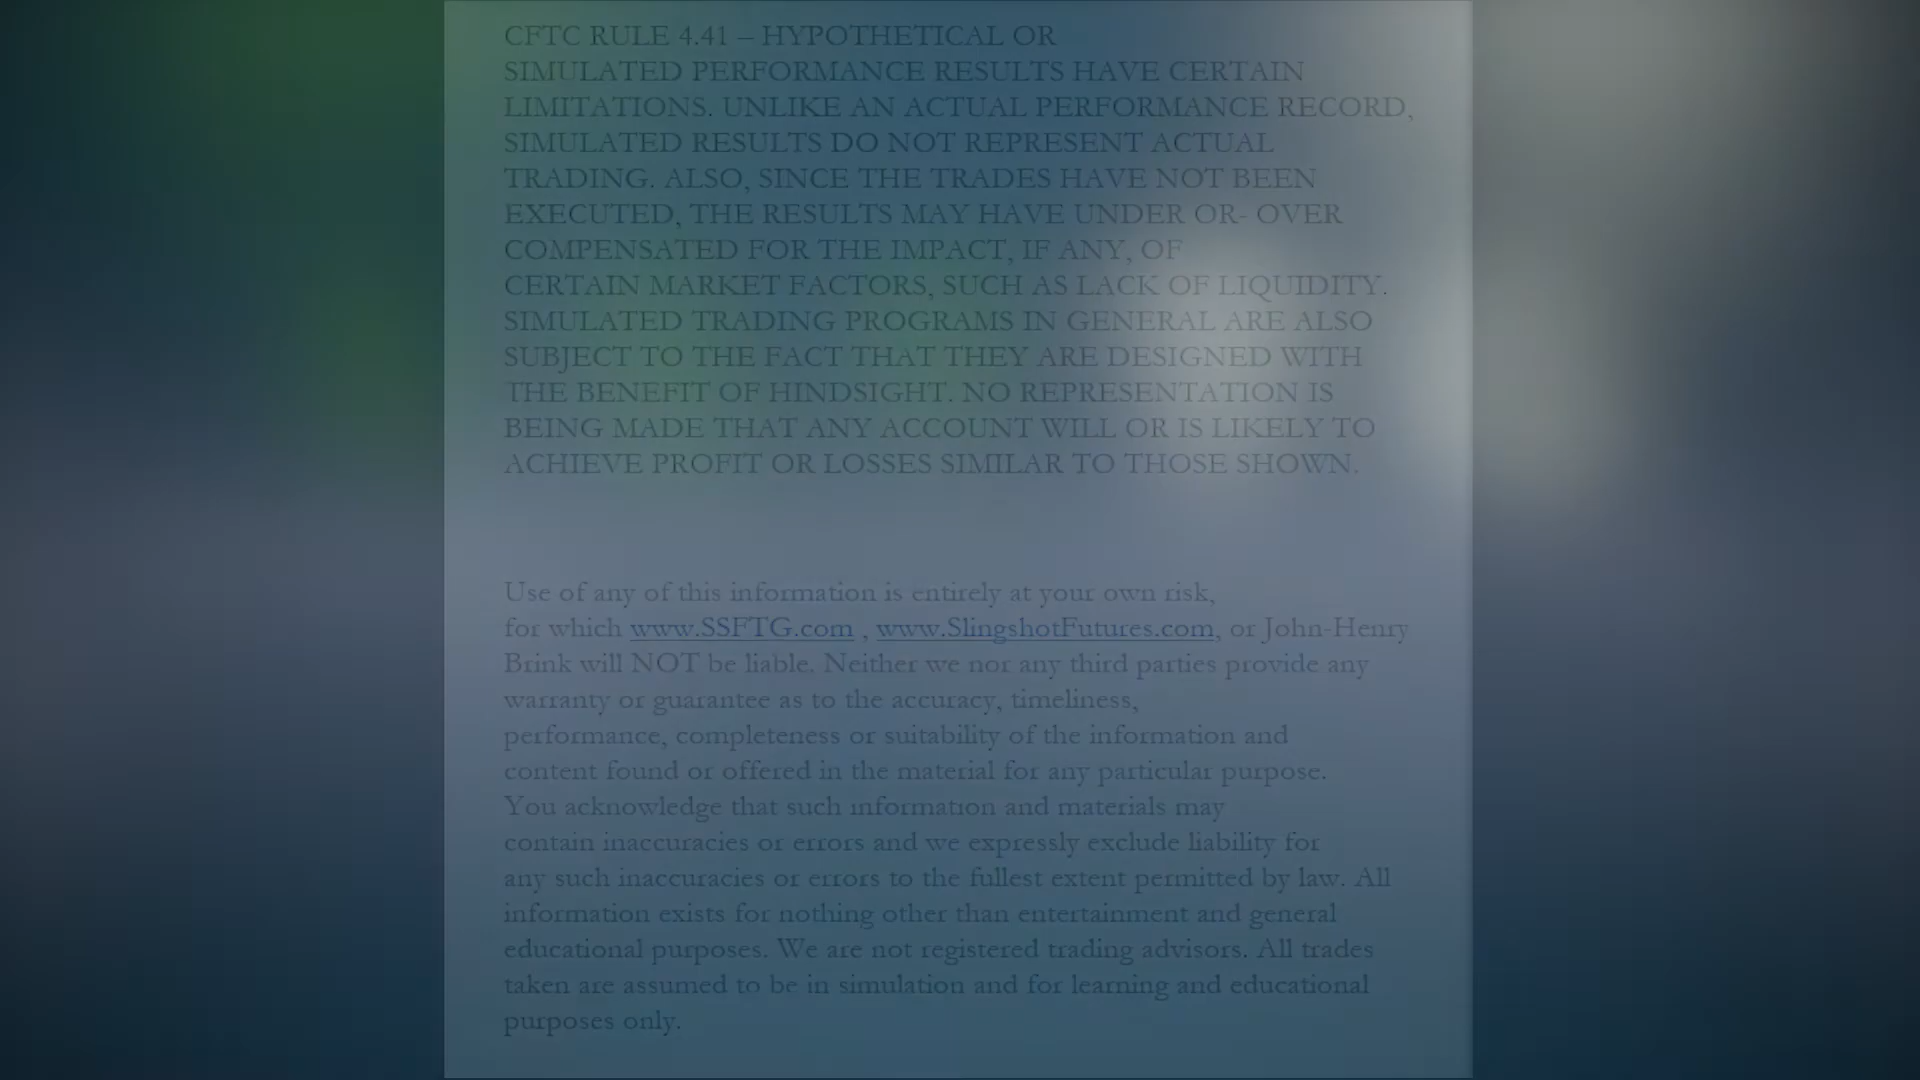 CFTC RULE 4.41 – HYPOTHETICAL OR
SIMULATED PERFORMANCE RESULTS HAVE CERTAIN
LIMITATIONS. UNLIKE AN ACTUAL PERFORMANCE RECORD,
SIMULATED RESULTS DO NOT REPRESENT ACTUAL
TRADING. ALSO, SINCE THE TRADES HAVE NOT BEEN
EXECUTED, THE RESULTS MAY HAVE UNDER OR- OVER
COMPENSATED FOR THE IMPACT, IF ANY, OF
CERTAIN MARKET FACTORS, SUCH AS LACK OF LIQUIDITY.
SIMULATED TRADING PROGRAMS IN GENERAL ARE ALSO
SUBJECT TO THE FACT THAT THEY ARE DESIGNED WITH
THE BENEFIT OF HINDSIGHT. NO REPRESENTATION IS
BEING MADE THAT ANY ACCOUNT WILL OR IS LIKELY TO
ACHIEVE PROFIT OR LOSSES SIMILAR TO THOSE SHOWN.
Use of any of this information is entirely at your own risk,
for which www.SSFTG.com , www.SlingshotFutures.com, or John-Henry
Brink will NOT be liable. Neither we nor any third parties provide any
warranty or guarantee as to the accuracy, timeliness,
performance, completeness or suitability of the information and
content found or offered in the material for any particular purpose.
You acknowledge that such information and materials may
contain inaccuracies or errors and we expressly exclude liability for
any such inaccuracies or errors to the fullest extent permitted by law. All
information exists for nothing other than entertainment and general
educational purposes. We are not registered trading advisors. All trades
taken are assumed to be in simulation and for learning and educational
purposes only.